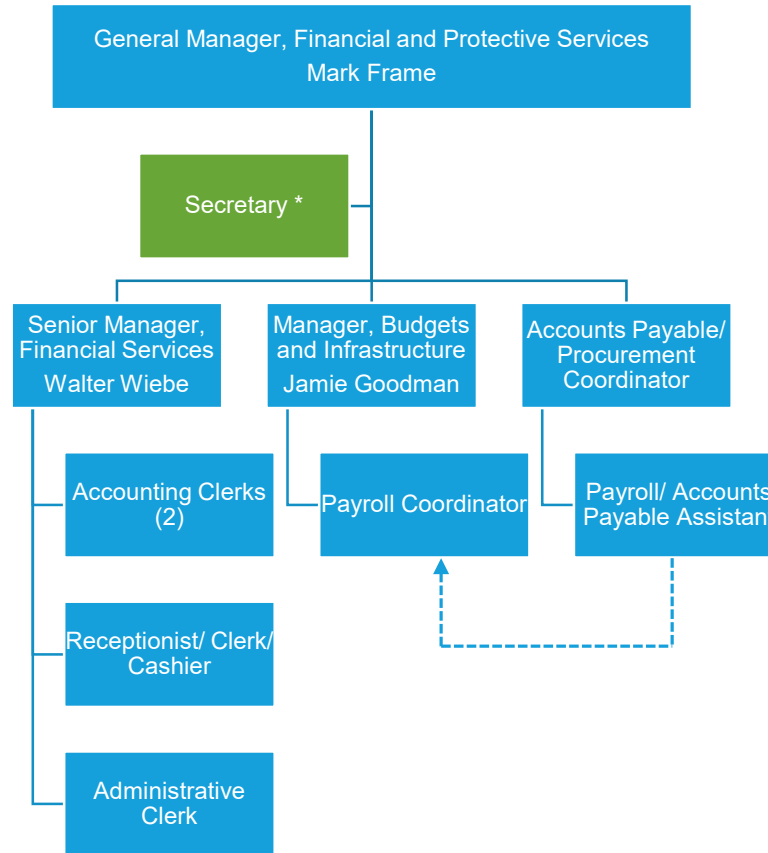 General Manager, Financial and Protective Services
Mark Frame
Secretary *
Senior Manager,
Financial Services
Walter Wiebe
Manager, Budgets
and Infrastructure
Jamie Goodman
Accounts Payable/
Procurement
Coordinator
Accounting Clerks
(2)
Payroll Coordinator
Payroll/ Accounts
Payable Assistan
Receptionist/ Clerk/
Cashier
Administrative
Clerk